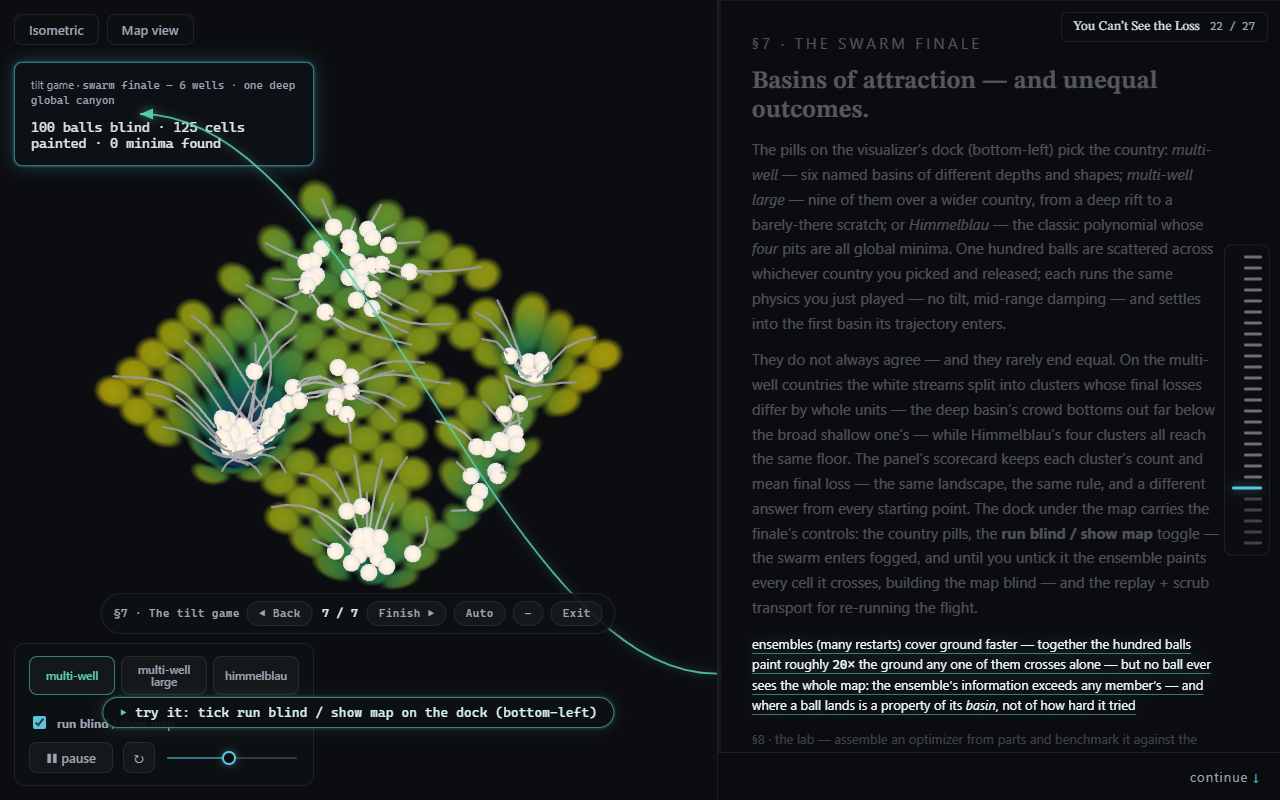 Isometric
Map view
tilt game · swarm finale — 6 wells · one deep
global canyon
100 balls blind · 125 cells
painted · 0 minima found
§7 · The tilt game
◂ Back
7 / 7
Finish ▸
Auto
−
Exit
multi-well
multi-well
large
himmelblau
run blind / show map
▸ try it: tick run blind / show map on the dock (bottom-left)
pause
↻
You Can’t See the Loss 22 / 27
§7 · THE SWARM FINALE
Basins of attraction — and unequal
outcomes.
The pills on the visualizer’s dock (bottom-left) pick the country: multi-
well — six named basins of different depths and shapes; multi-well
large — nine of them over a wider country, from a deep rift to a
barely-there scratch; or Himmelblau — the classic polynomial whose
four pits are all global minima. One hundred balls are scattered across
whichever country you picked and released; each runs the same
physics you just played — no tilt, mid-range damping — and settles
into the first basin its trajectory enters.
They do not always agree — and they rarely end equal. On the multi-
well countries the white streams split into clusters whose final losses
differ by whole units — the deep basin’s crowd bottoms out far below
the broad shallow one’s — while Himmelblau’s four clusters all reach
the same floor. The panel’s scorecard keeps each cluster’s count and
mean final loss — the same landscape, the same rule, and a different
answer from every starting point. The dock under the map carries the
finale’s controls: the country pills, the run blind / show map toggle —
the swarm enters fogged, and until you untick it the ensemble paints
every cell it crosses, building the map blind — and the replay + scrub
transport for re-running the flight.
ensembles (many restarts) cover ground faster — together the hundred balls
paint roughly 20× the ground any one of them crosses alone — but no ball ever
sees the whole map: the ensemble’s information exceeds any member’s — and
where a ball lands is a property of its basin, not of how hard it tried
§8 · the lab — assemble an optimizer from parts and benchmark it against the
continue ↓